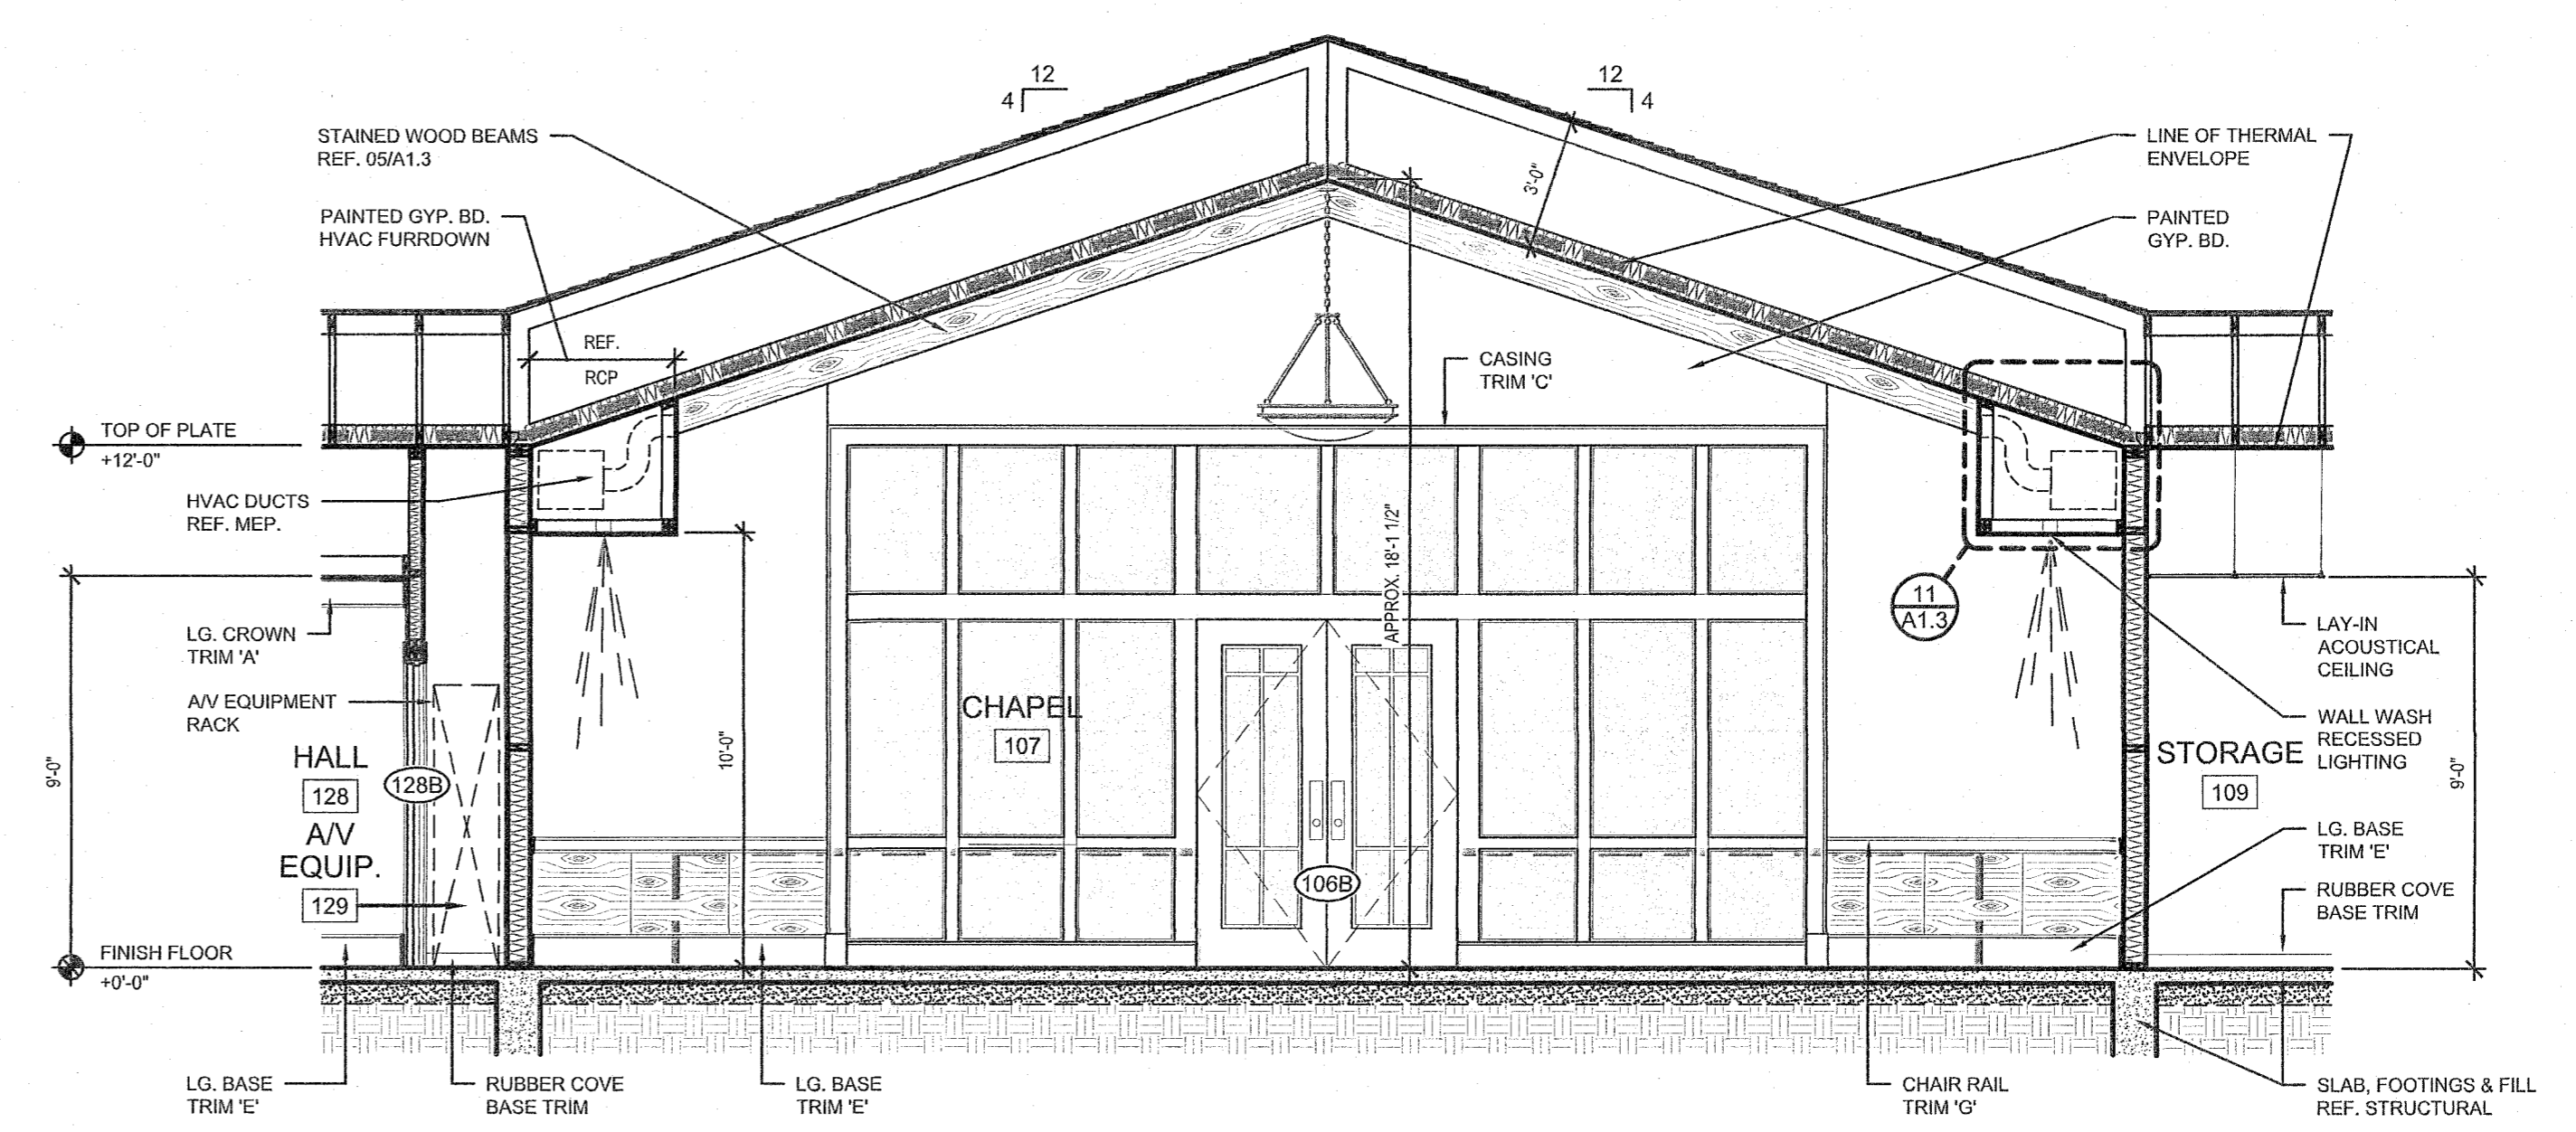 12
4
12
4
STAINED WOOD BEAMS
REF. 05/A1.3
LINE OF THERMAL
ENVELOPE
3'-0"
PAINTED GYP. BD.
HVAC FURRDOWN
PAINTED
GYP. BD.
REF.
RCP
CASING
TRIM 'C'
TOP OF PLATE
+12'-0"
HVAC DUCTS
REF. MEP.
APPROX. 18'-1 1/2"
11
A1.3
LG. CROWN
TRIM 'A'
LAY-IN
ACOUSTICAL
CEILING
A/V EQUIPMENT
RACK
CHAPEL
107
WALL WASH
RECESSED
LIGHTING
9'-0"
HALL
128
128B
10'-0"
STORAGE
109
9'-0"
A/V
EQUIP.
129
106B
LG. BASE
TRIM 'E'
RUBBER COVE
BASE TRIM
FINISH FLOOR
+0'-0"
LG. BASE
TRIM 'E'
RUBBER COVE
BASE TRIM
LG. BASE
TRIM 'E'
CHAIR RAIL
TRIM 'G'
SLAB, FOOTINGS & FILL
REF. STRUCTURAL